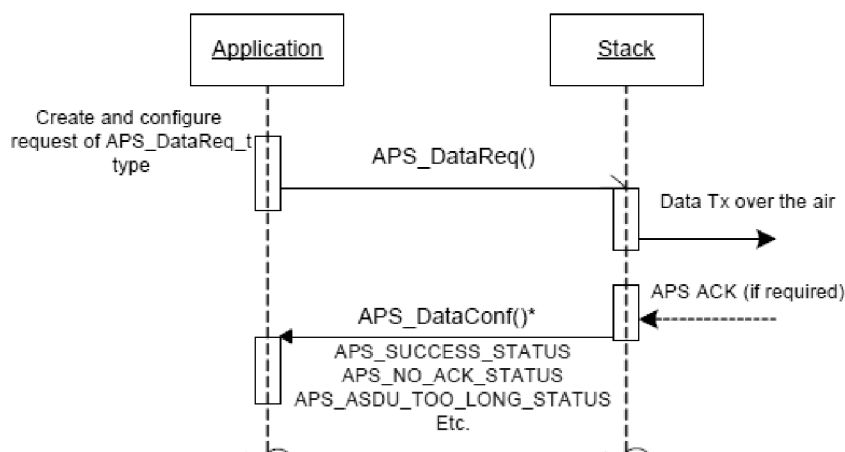 Application
Stack
Create and configure
request of APS_DataReq_t
type
APS_DataReq()
Data Tx over the air
APS ACK (if required)
APS_DataConf()*
APS_SUCCESS_STATUS
APS_NO_ACK_STATUS
APS_ASDU_TOO_LONG_STATUS
Etc.